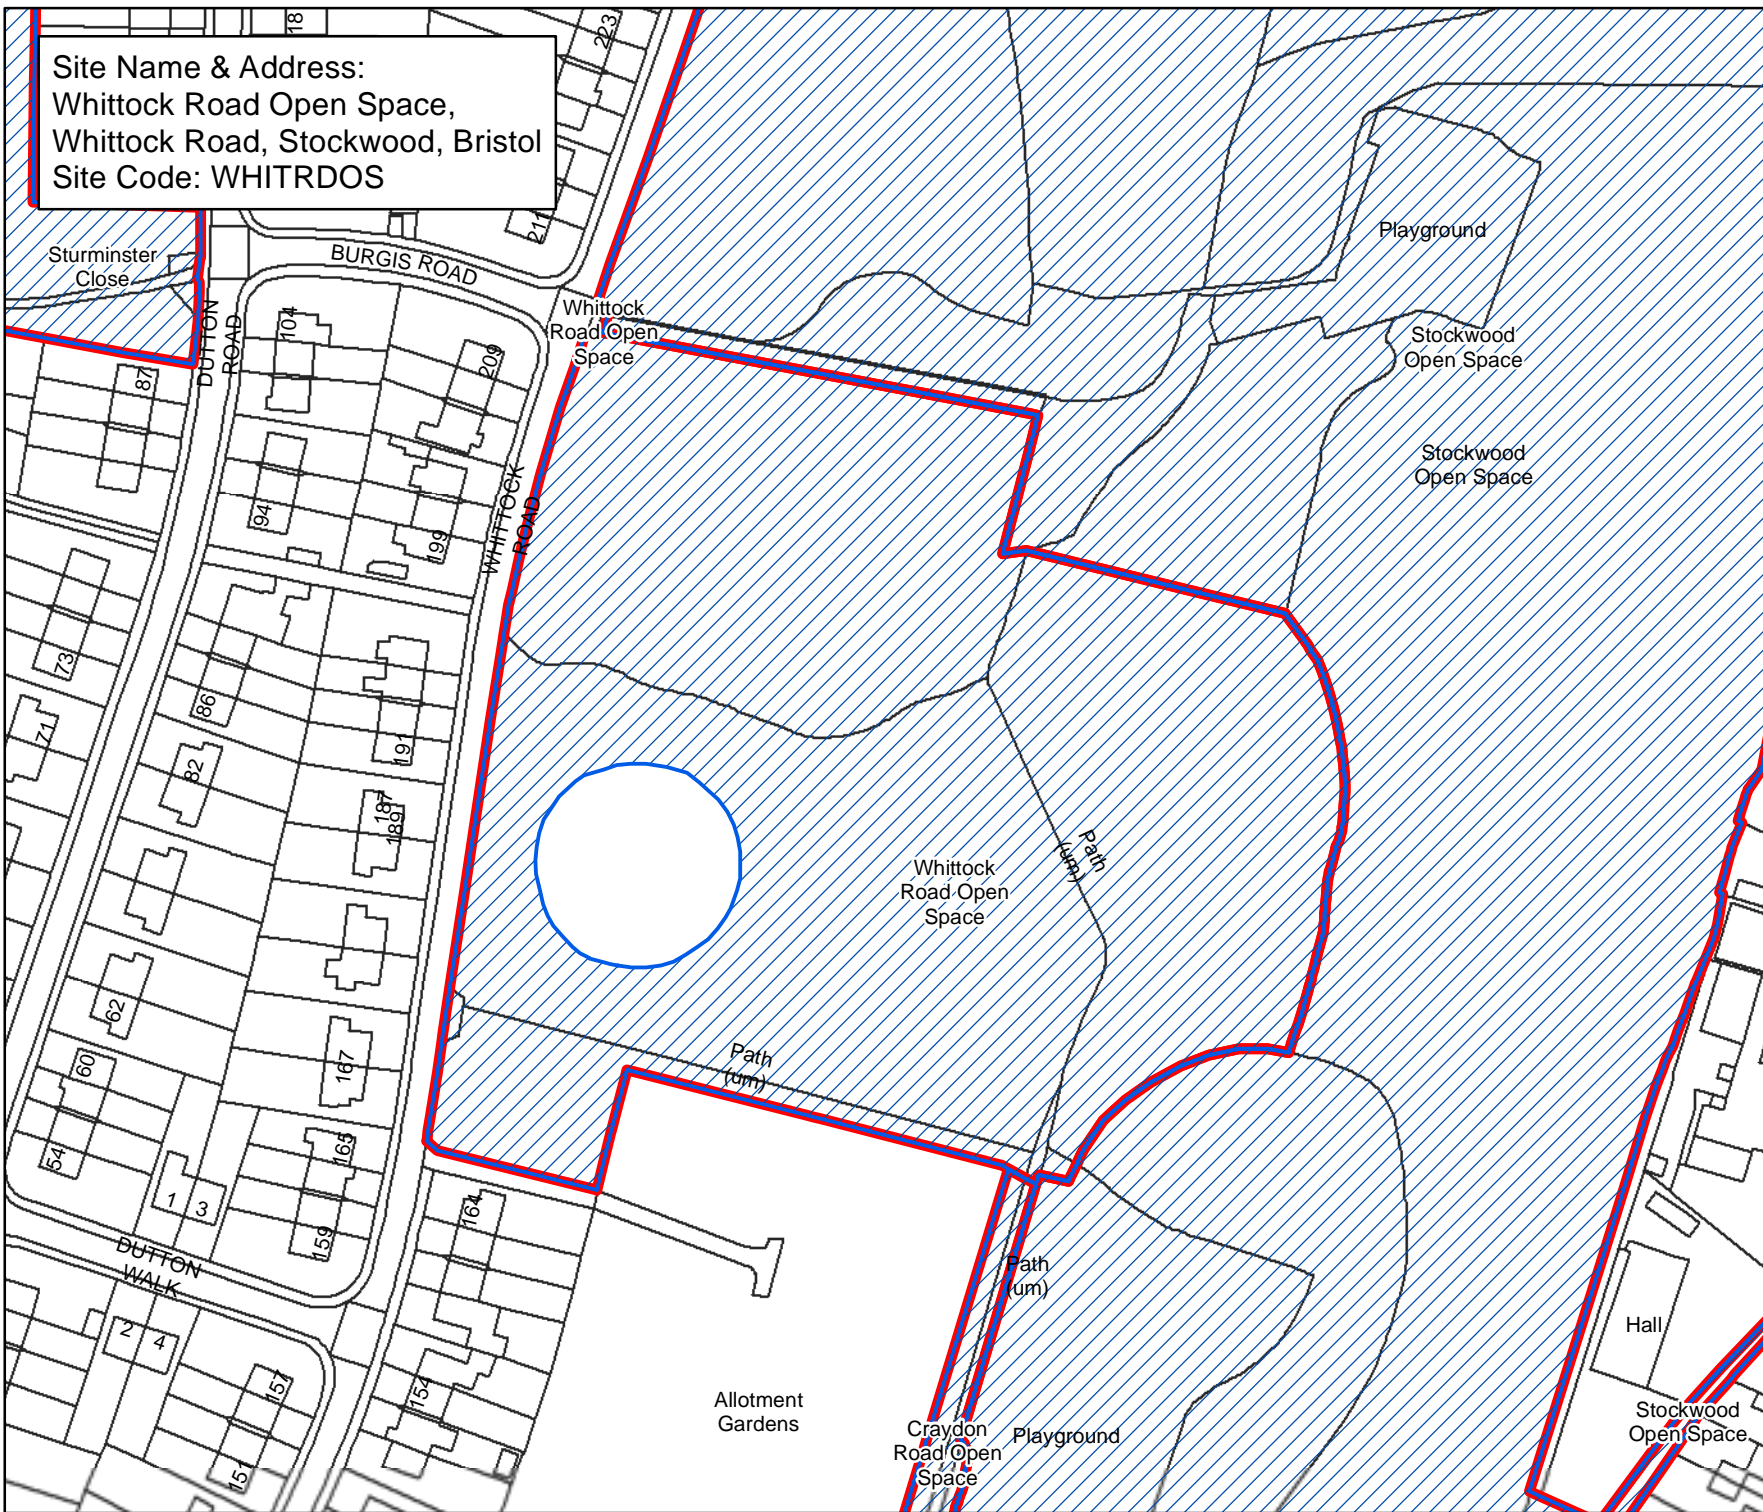 Site Name & Address:
Whittock Road Open Space,
Whittock Road, Stockwood, Bristol
Site Code: WHITRDOS
18
223
211
Sturminster
Close
BURGIS ROAD
DUTTON
ROAD
104
87
209
Whittock
Road Open
Space
Playground
Stockwood
Open Space
Stockwood
Open Space
94
199
WHITTOCK
ROAD
73
86
71
191
82
187
189
Whittock
Road Open
Space
Path
(um)
62
60
167
Path
(um)
54
165
1
3
164
159
DUTTON
WALK
Path
(um)
2
4
157
154
151
Allotment
Gardens
Craydon
Road Open
Space
Playground
Hall
Stockwood
Open Space